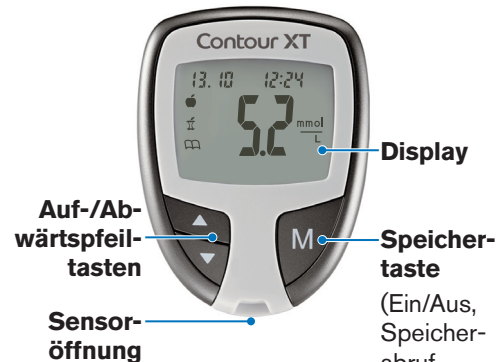 Contour XT
13. 10 12:24
5.2 mmol
L
Display
Auf-/Ab-
wärtspfeil-
tasten
M
Speicher-
taste
(Ein/Aus,
Speicher-
abruf
Sensor-
öffnung